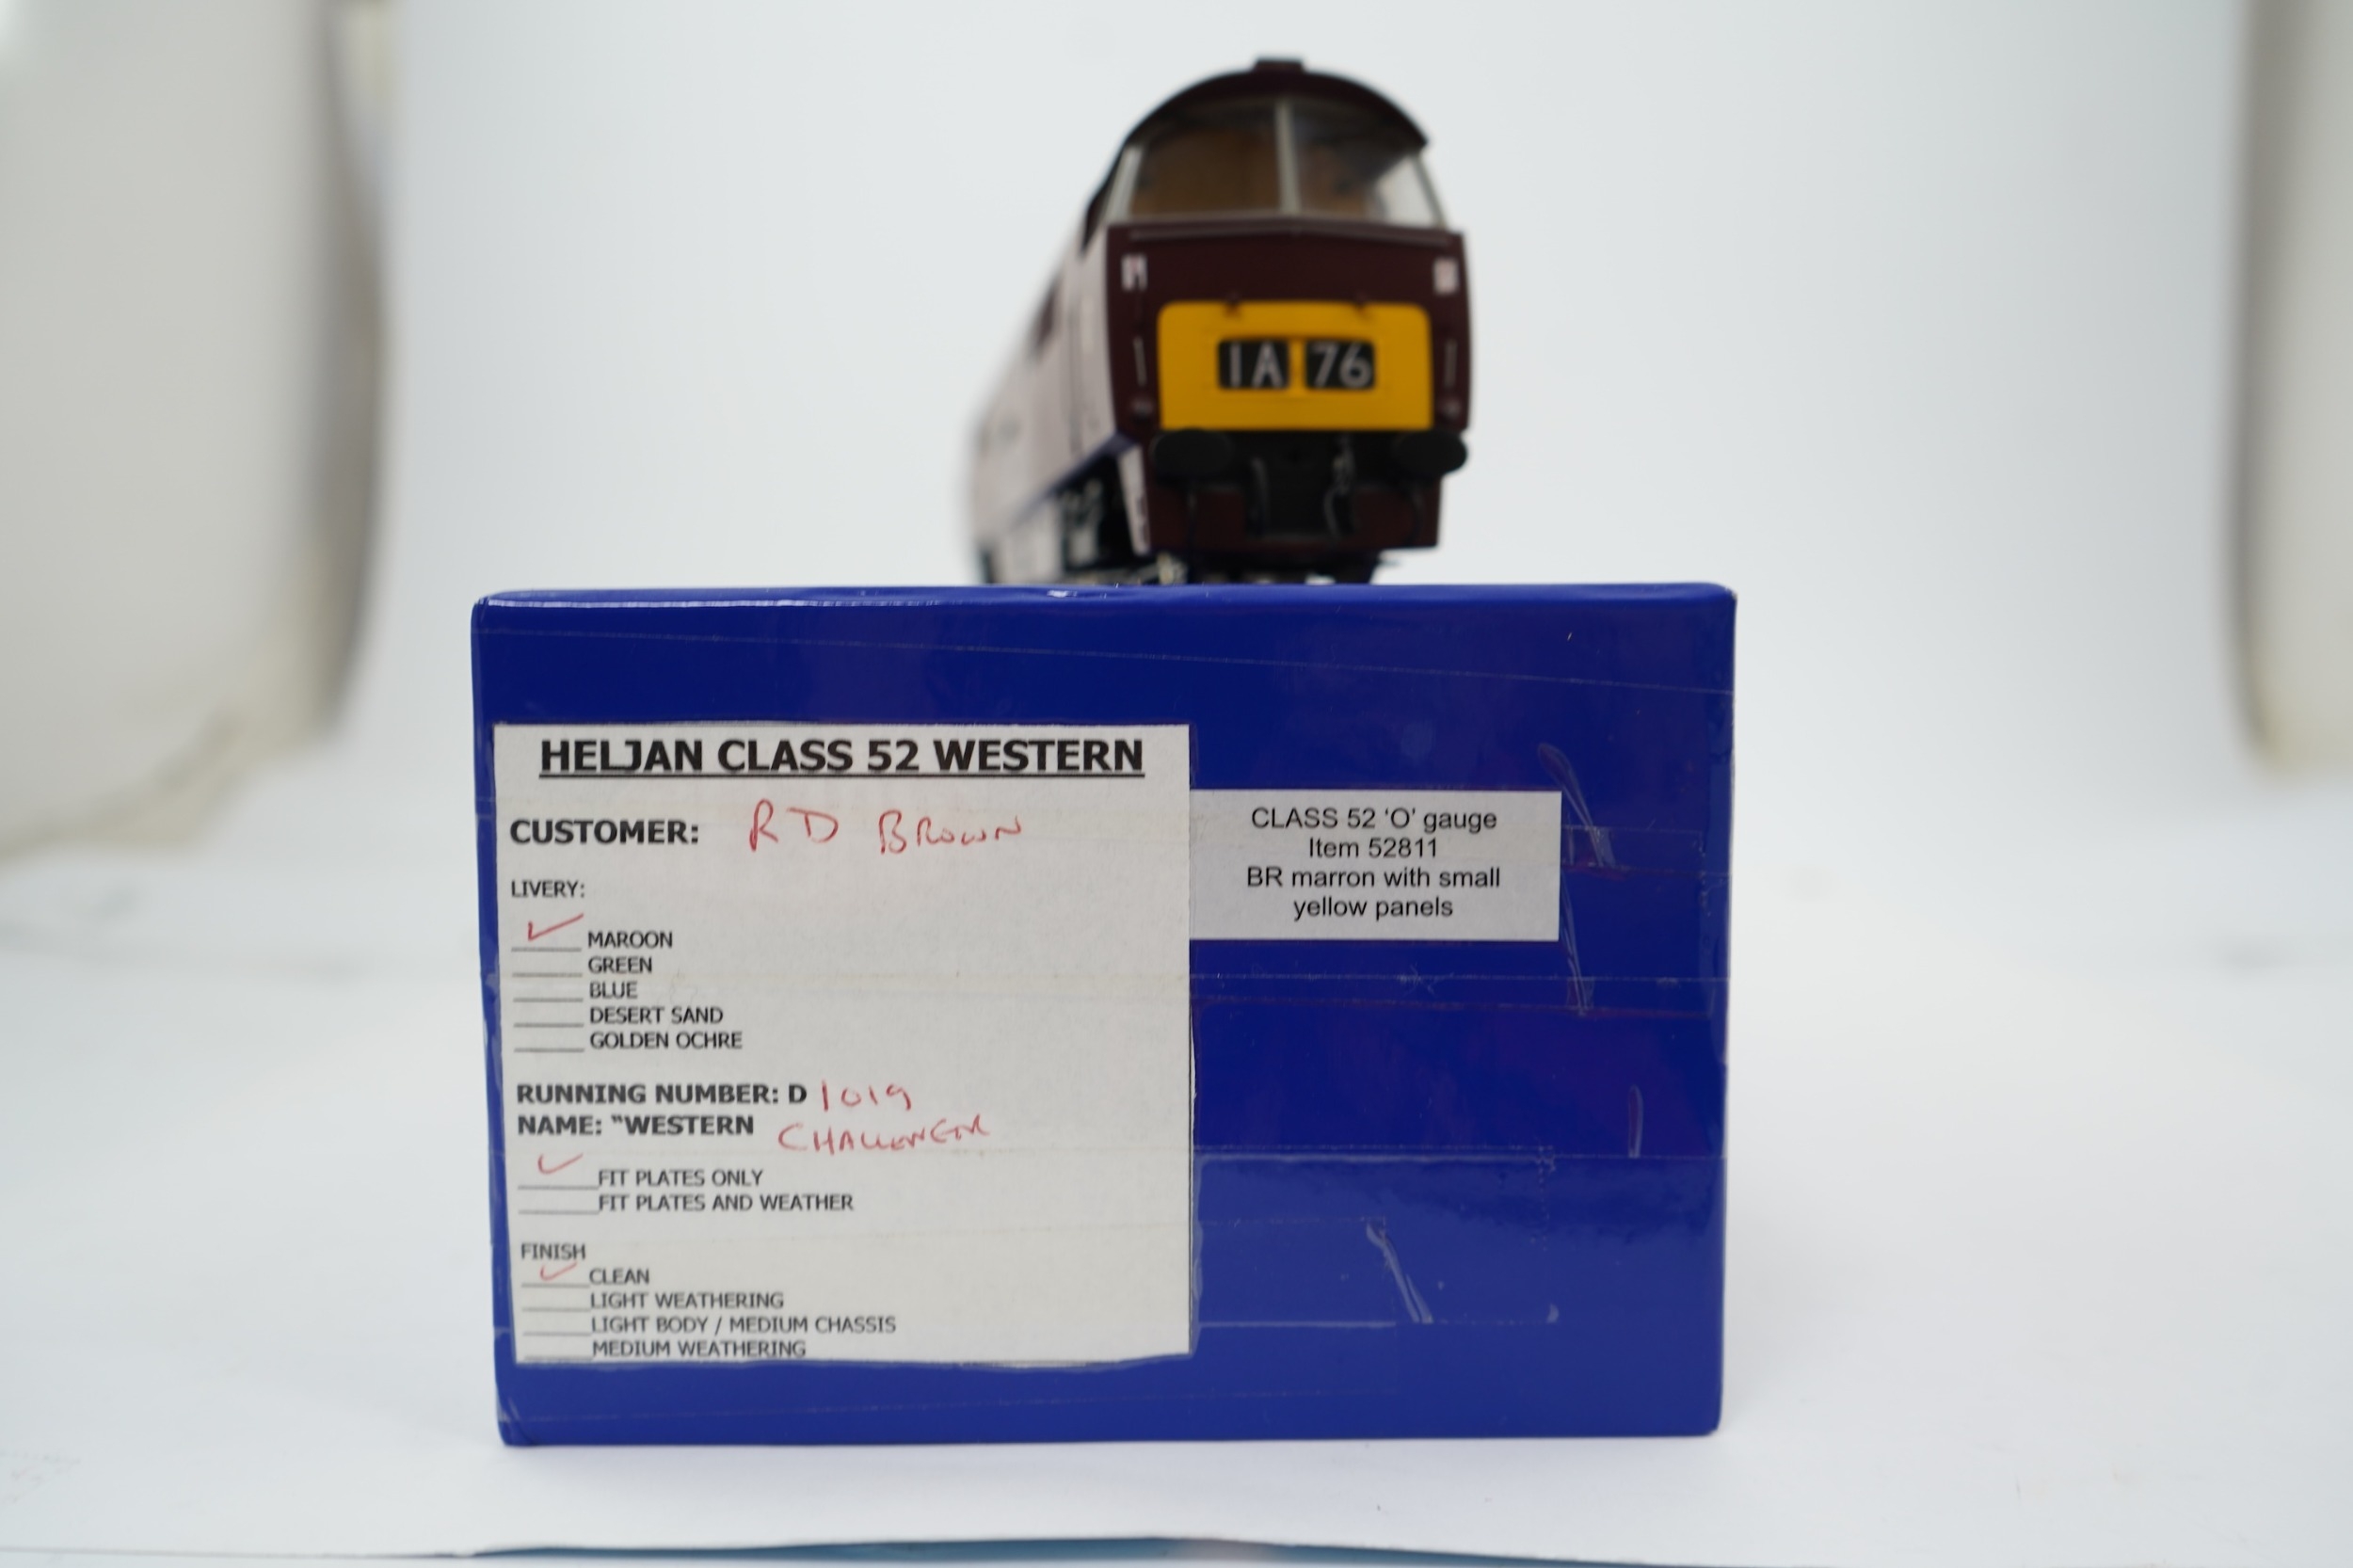 1A 76
HELJAN CLASS 52 WESTERN
CUSTOMER: R D BROWN
LIVERY:
MAROON
GREEN
BLUE
DESERT SAND
GOLDEN OCHRE
RUNNING NUMBER: D 1019
NAME: "WESTERN CHALLENGER
FIT PLATES ONLY
FIT PLATES AND WEATHER
FINISH
CLEAN
LIGHT WEATHERING
LIGHT BODY / MEDIUM CHASSIS
MEDIUM WEATHERING
CLASS 52 'O' gauge
Item 52811
BR marron with small
yellow panels